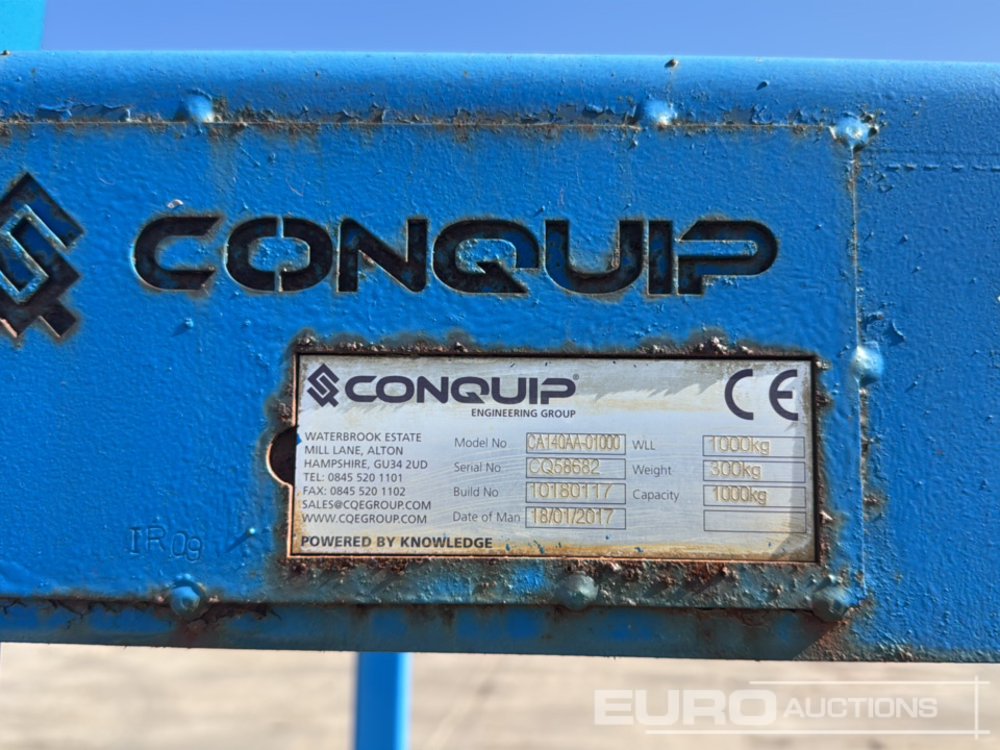 CONQUIP
CONQUIP®
ENGINEERING GROUP
CE
WATERBROOK ESTATE
MILL LANE, ALTON
HAMPSHIRE, GU34 2UD
TEL: 0845 520 1101
FAX: 0845 520 1102
SALES@CQEGROUP.COM
WWW.CQEGROUP.COM
Model No CA140AA-01000 WLL 1000kg
Serial No CQ58682 Weight 300kg
Build No 10180117 Capacity 1000kg
Date of Man 18/01/2017
POWERED BY KNOWLEDGE
IR09
EURO AUCTIONS